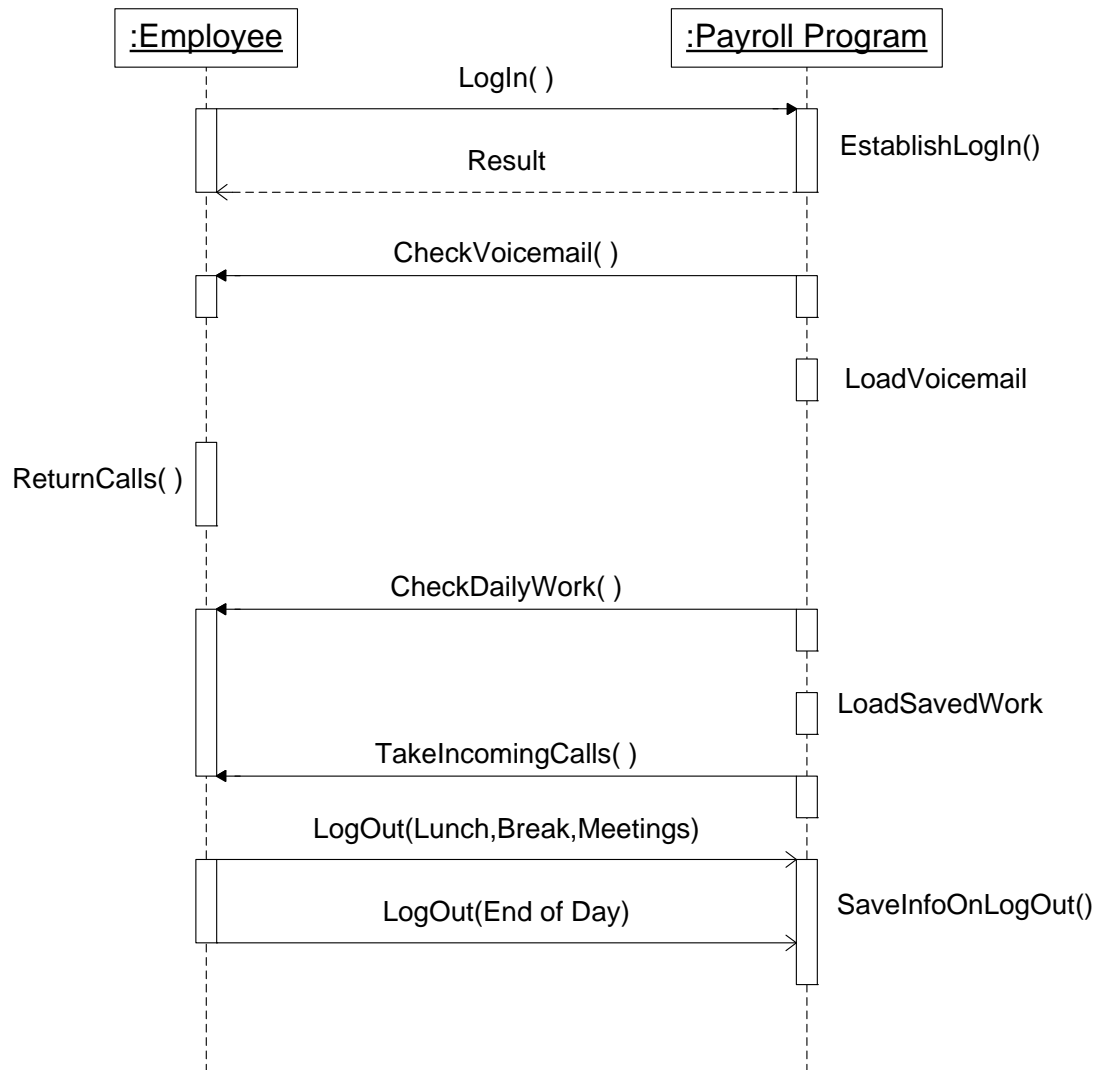 :Employee
:Payroll Program
LogIn( )
EstablishLogIn()
Result
CheckVoicemail( )
LoadVoicemail
ReturnCalls( )
CheckDailyWork( )
LoadSavedWork
TakeIncomingCalls( )
LogOut(Lunch,Break,Meetings)
SaveInfoOnLogOut()
LogOut(End of Day)